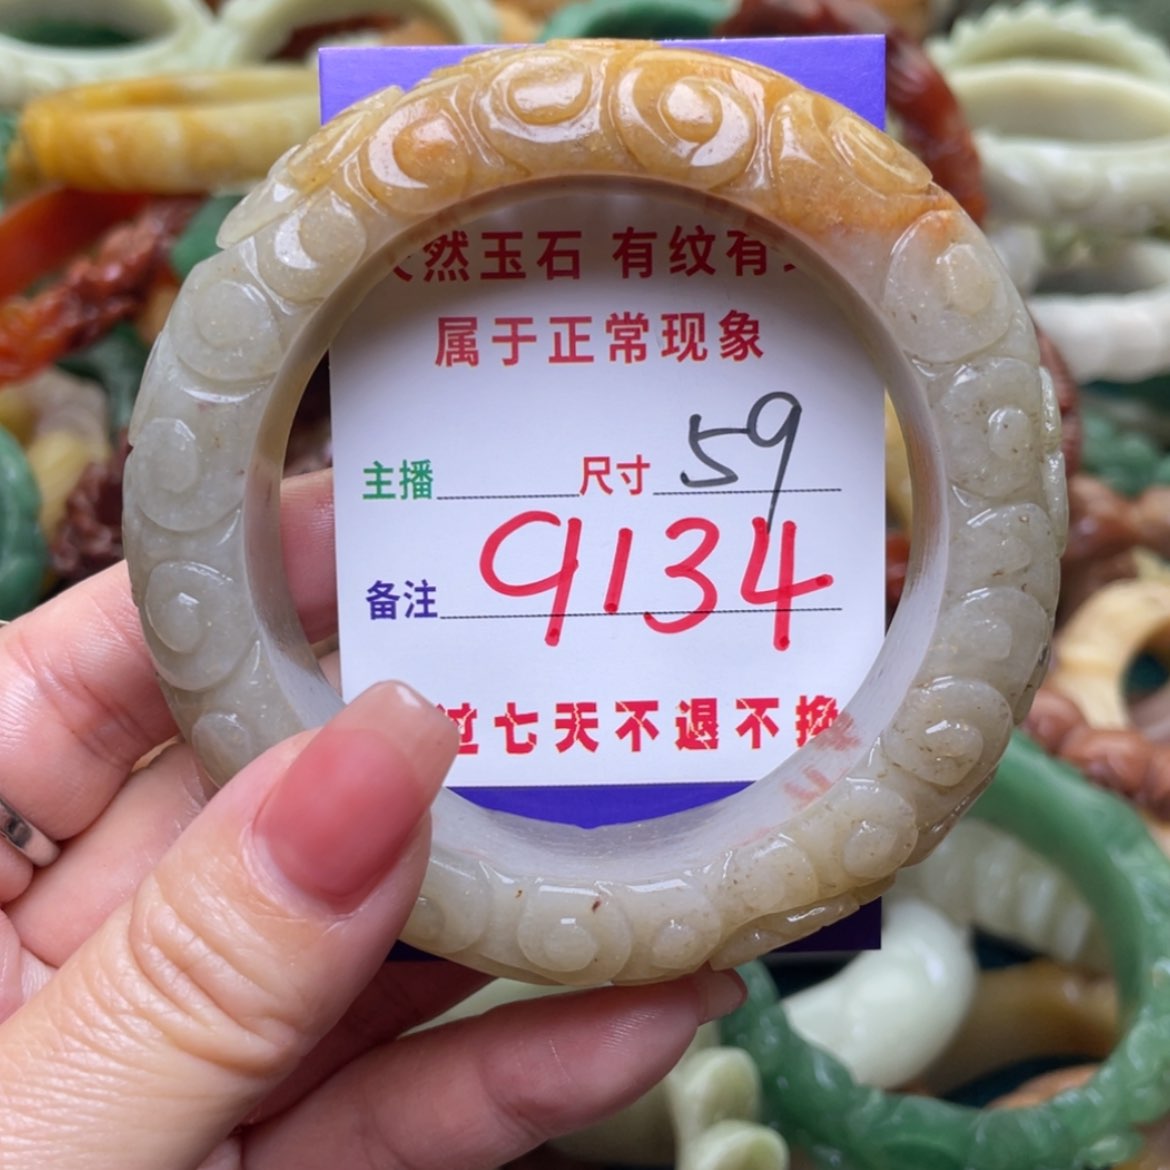 然玉石 有纹有
属于正常现象
主播 尺寸 59
备注 9134
过七天不退不换